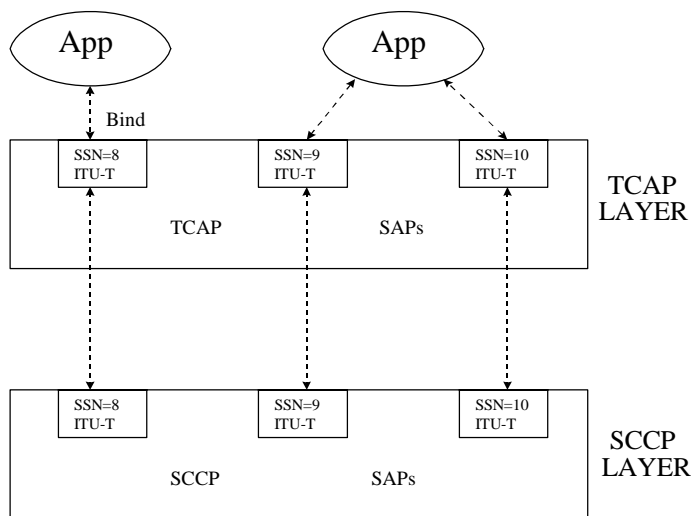 App
App
Bind
SSN=8
ITU-T
SSN=9
ITU-T
SSN=10
ITU-T
TCAP
LAYER
TCAP
SAPs
SSN=8
ITU-T
SSN=9
ITU-T
SSN=10
ITU-T
SCCP
LAYER
SCCP
SAPs